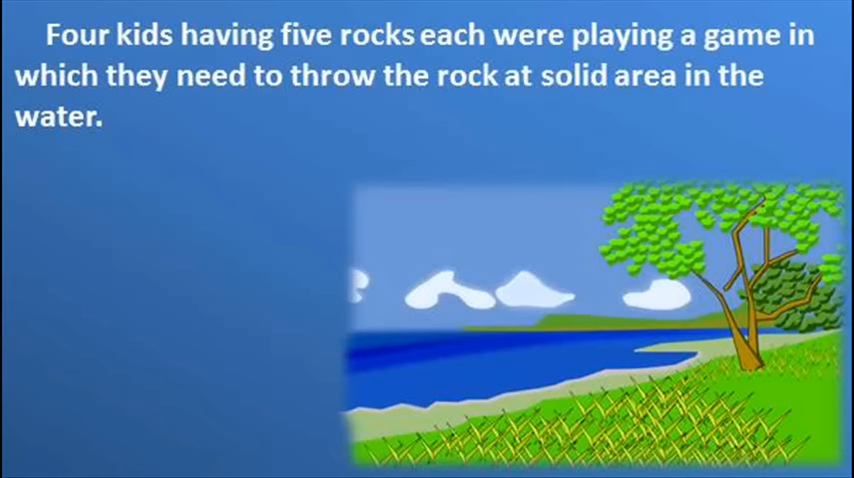 Four kids having five rocks each were playing a game in
which they need to throw the rock at solid area in the
water.